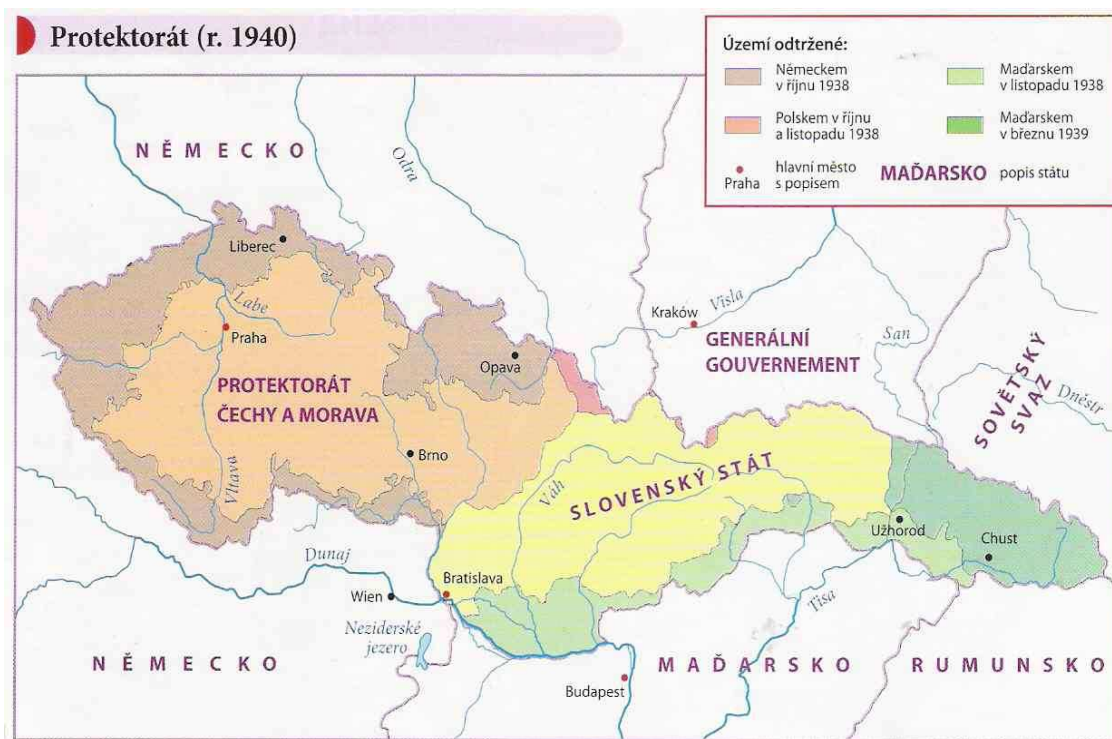 Protektorát (r. 1940)
Území odtržené:
Německem
v říjnu 1938
Maďarskem
v listopadu 1938
Polskem v říjnu
a listopadu 1938
Maďarskem
v březnu 1939
Praha
hlavní město
s popisem
MAĎARSKO
popis státu
NĚMECKO
Odra
Liberec
Labe
Praha
Kraków
Visla
San
GENERÁLNÍ
GOUVERNEMENT
SOVĚTSKÝ
SVAZ
Dněstr
Opava
PROTEKTORÁT
ČECHY A MORAVA
Vltava
Brno
Váh
SLOVENSKÝ STÁT
Užhorod
Chust
Dunaj
Wien
Bratislava
Tisa
Neziderské
jezero
NĚMECKO
Budapest
MAĎARSKO
RUMUNSKO